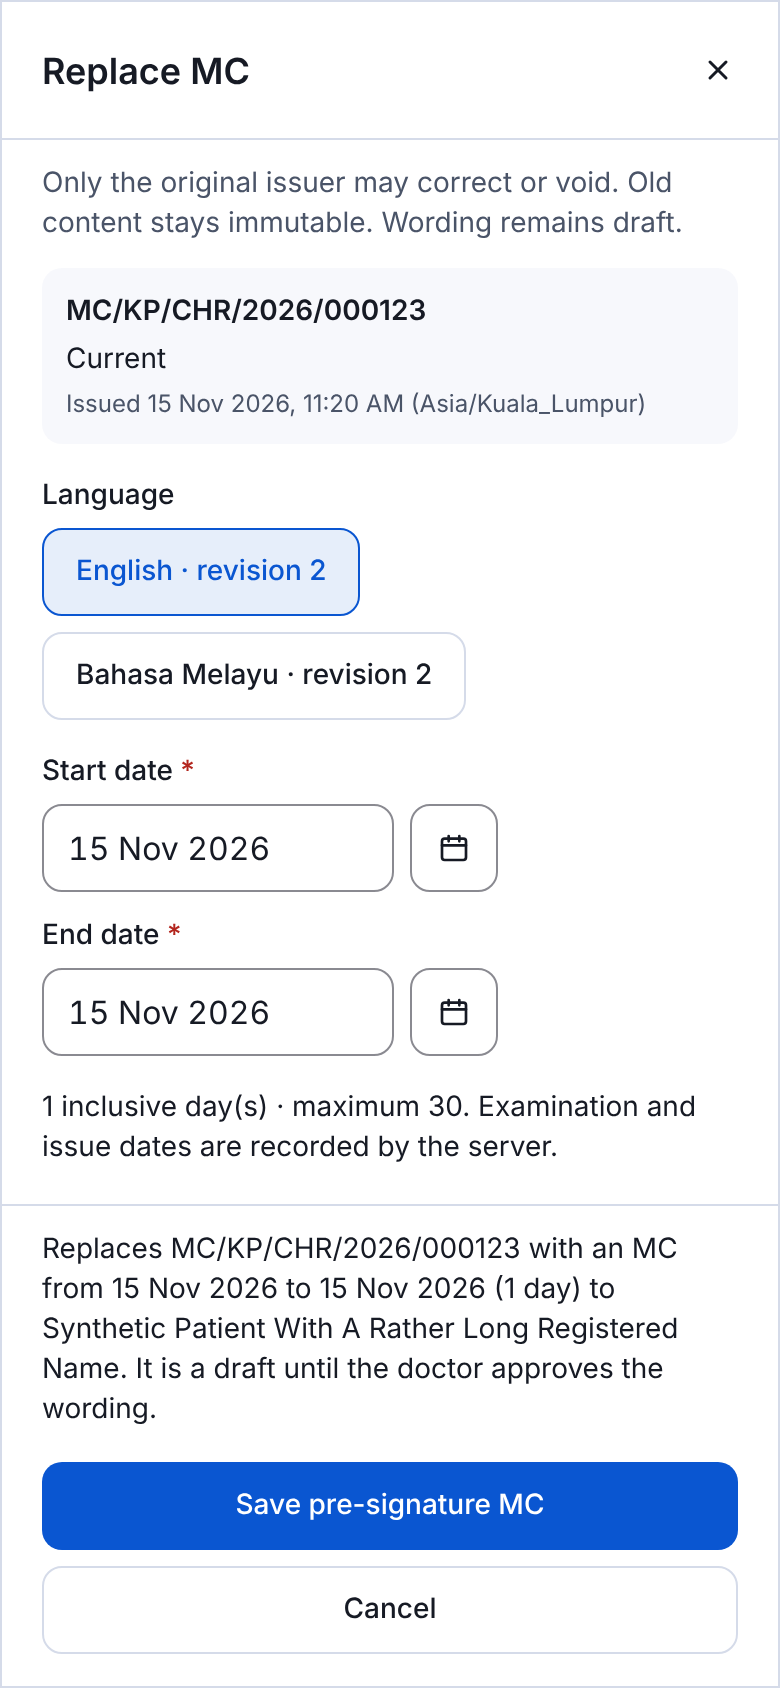 Replace MC
Only the original issuer may correct or void. Old
content stays immutable. Wording remains draft.
MC/KP/CHR/2026/000123
Current
Issued 15 Nov 2026, 11:20 AM (Asia/Kuala_Lumpur)
Language
English · revision 2
Bahasa Melayu · revision 2
Start date *
15 Nov 2026
End date *
15 Nov 2026
1 inclusive day(s) · maximum 30. Examination and
issue dates are recorded by the server.
Replaces MC/KP/CHR/2026/000123 with an MC
from 15 Nov 2026 to 15 Nov 2026 (1 day) to
Synthetic Patient With A Rather Long Registered
Name. It is a draft until the doctor approves the
wording.
Save pre-signature MC
Cancel